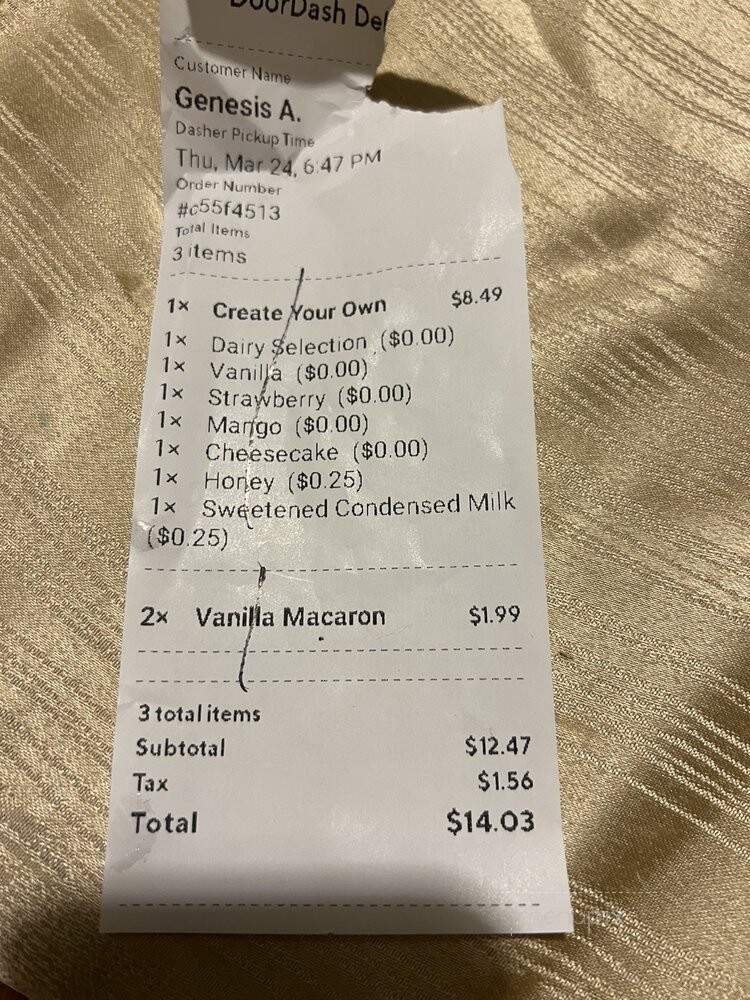 DoorDash Del
Customer Name
Genesis A.
Dasher Pickup Time
Thu, Mar 24, 6:47 PM
Order Number
#c55f4513
Total Items
3 items
1× Create Your Own $8.49
1× Dairy Selection ($0.00)
1× Vanilla ($0.00)
1× Strawberry ($0.00)
1× Mango ($0.00)
1× Cheesecake ($0.00)
1× Honey ($0.25)
1× Sweetened Condensed Milk
($0.25)
2× Vanilla Macaron $1.99
3 total items
Subtotal $12.47
Tax $1.56
Total $14.03